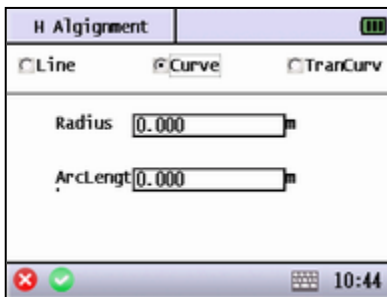 H Algignment
Line Curve TranCurv
Radius 0.000 m
ArcLengt 0.000 m
10:44